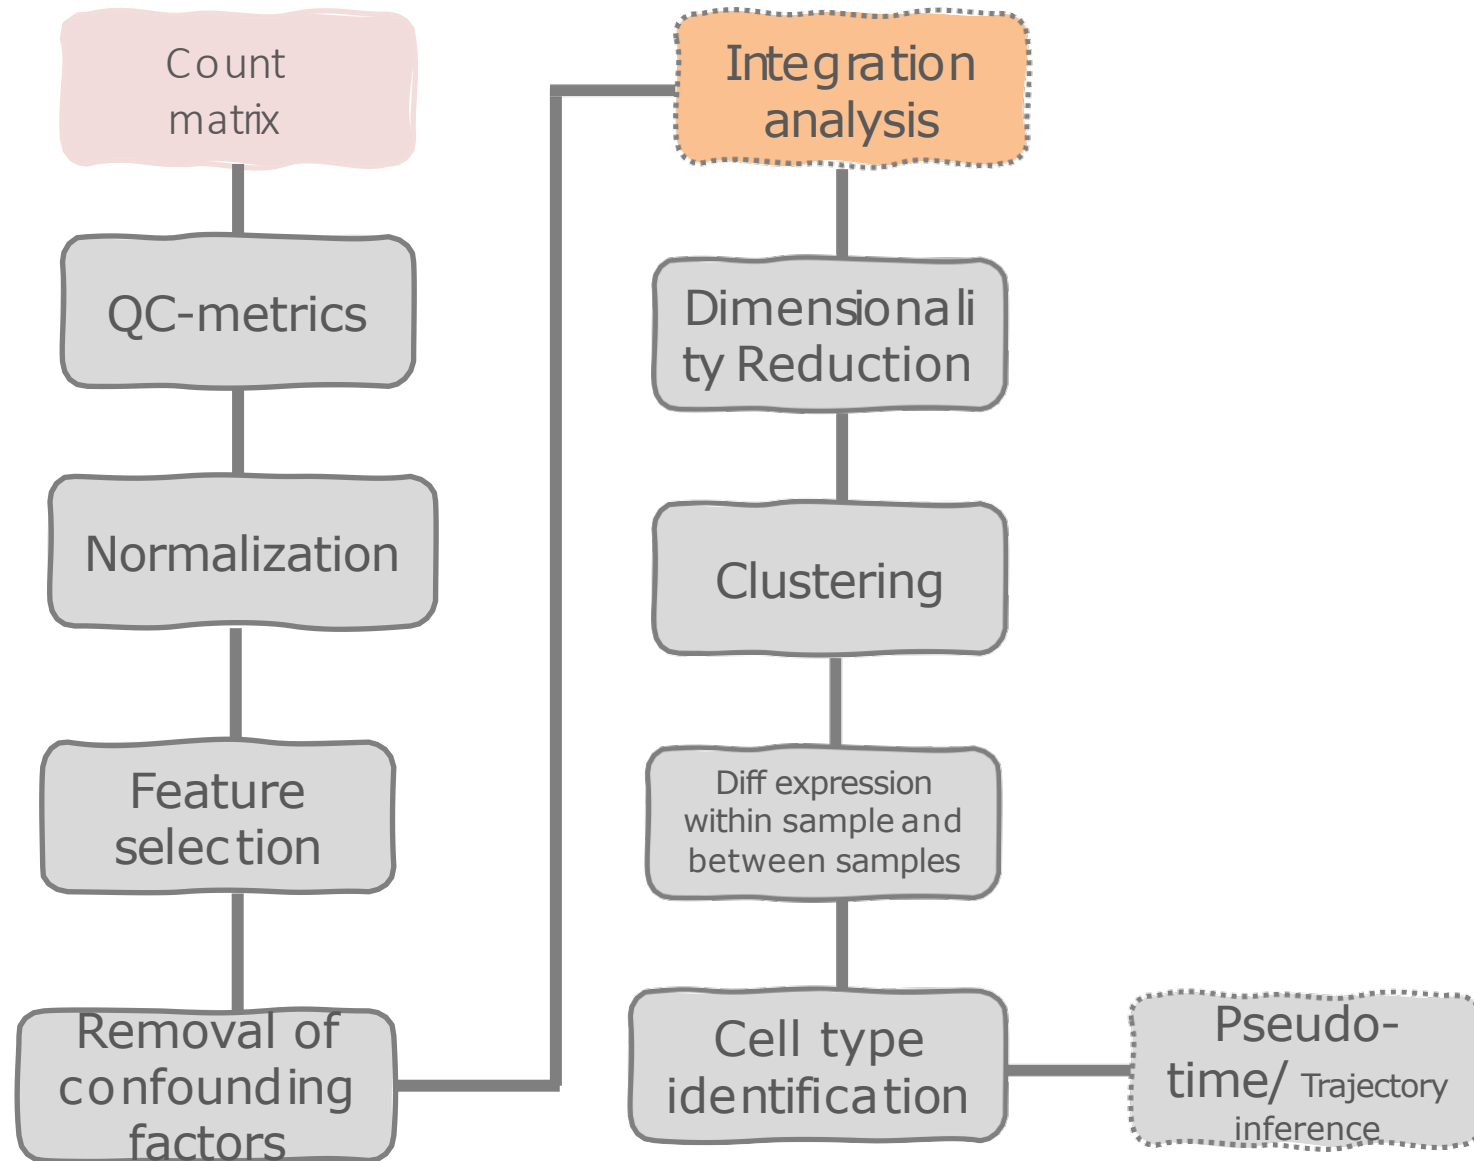 Count
matrix
QC-metrics
Normalization
Feature
selection
Removal of
confounding
factors
Integration
analysis
Dimensionali
ty Reduction
Clustering
Diff expression
within sample and
between samples
Cell type
identification
Pseudo-
time/ Trajectory
inference